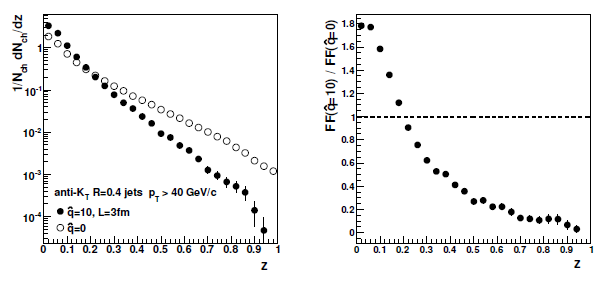 1/N_ch dN_ch/dz
1
10^-1
10^-2
10^-3
10^-4
anti-K_T R=0.4 jets p_T > 40 GeV/c
q̂=10, L=3fm
q̂=0
0 0.1 0.2 0.3 0.4 0.5 0.6 0.7 0.8 0.9 1
z
FF(q̂=10) / FF(q̂=0)
1.8
1.6
1.4
1.2
1
0.8
0.6
0.4
0.2
0
0 0.1 0.2 0.3 0.4 0.5 0.6 0.7 0.8 0.9 1
z